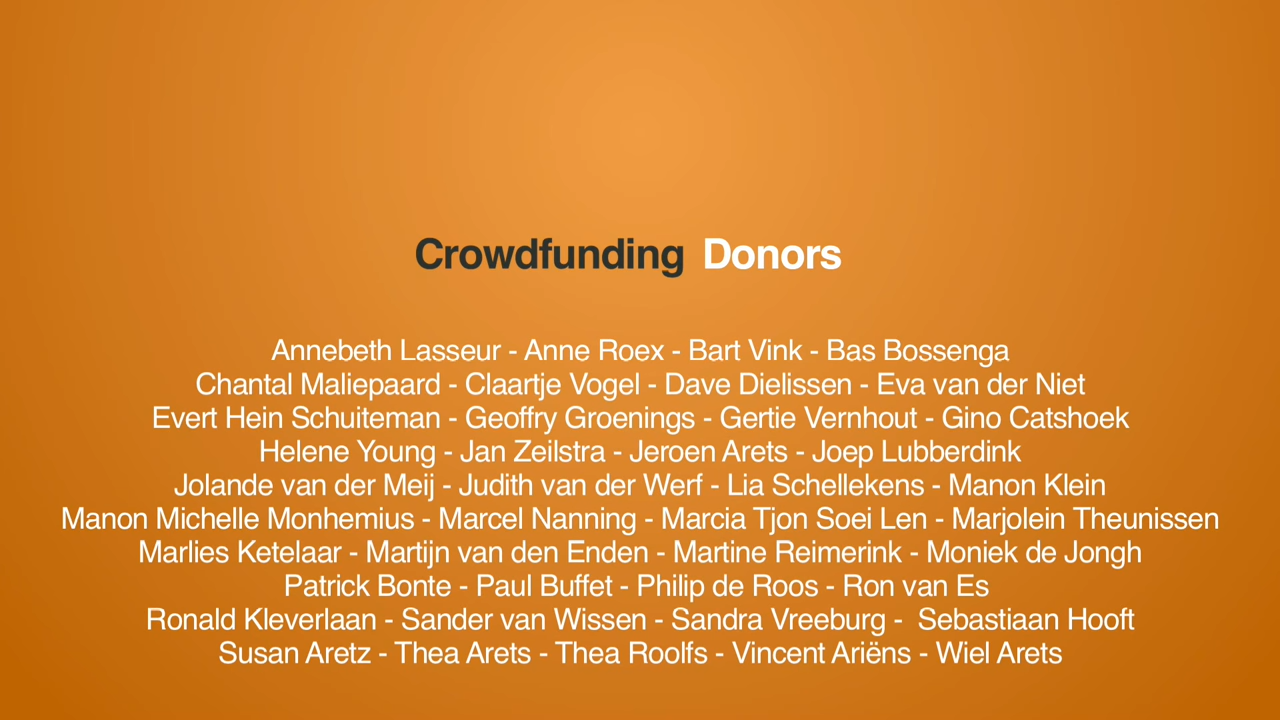 Crowdfunding Donors
Annebeth Lasseur - Anne Roex - Bart Vink - Bas Bossenga
Chantal Maliepaard - Claartje Vogel - Dave Dielissen - Eva van der Niet
Evert Hein Schuiteman - Geoffry Groenings - Gertie Vernhout - Gino Catshoek
Helene Young - Jan Zeilstra - Jeroen Arets - Joep Lubberdink
Jolande van der Meij - Judith van der Werf - Lia Schellekens - Manon Klein
Manon Michelle Monhemius - Marcel Nanning - Marcia Tjon Soei Len - Marjolein Theunissen
Marlies Ketelaar - Martijn van den Enden - Martine Reimerink - Moniek de Jongh
Patrick Bonte - Paul Buffet - Philip de Roos - Ron van Es
Ronald Kleverlaan - Sander van Wissen - Sandra Vreeburg - Sebastiaan Hooft
Susan Aretz - Thea Arets - Thea Roolfs - Vincent Ariëns - Wiel Arets